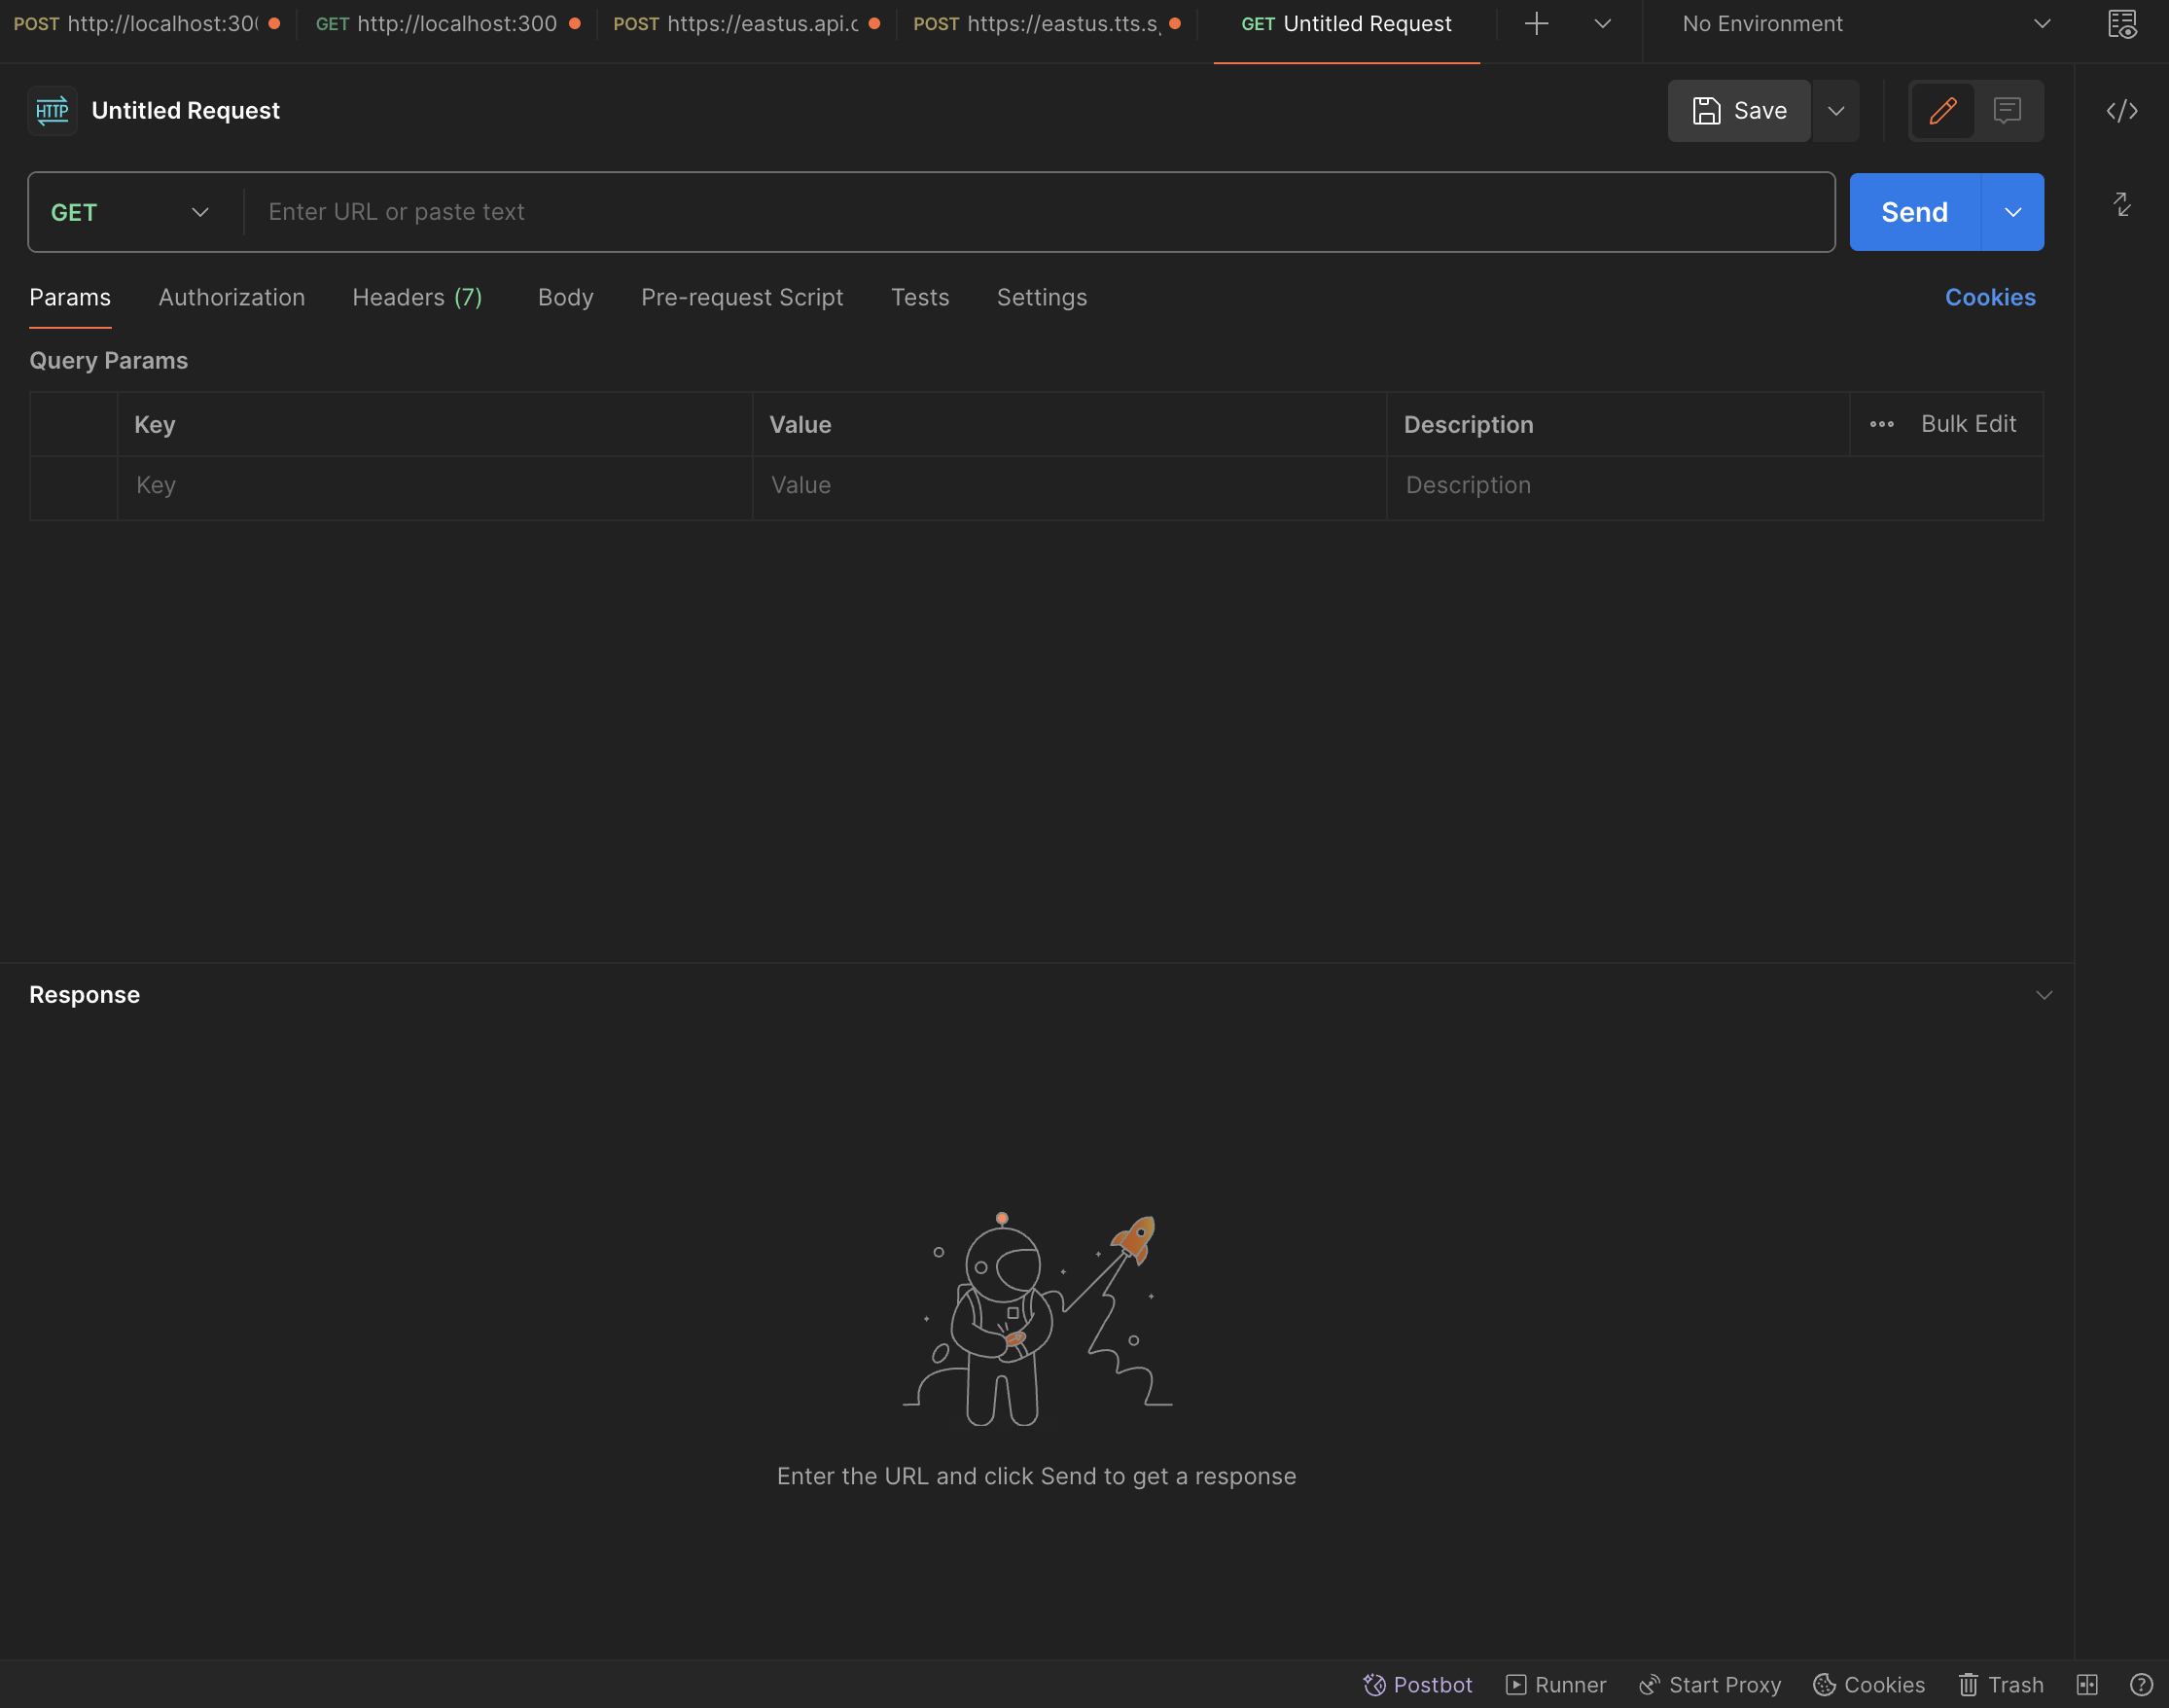 POST http://localhost:300 GET http://localhost:300 POST https://eastus.api.c POST https://eastus.tts.s GET Untitled Request No Environment
HTTP Untitled Request Save
GET Enter URL or paste text Send
Params Authorization Headers (7) Body Pre-request Script Tests Settings Cookies
Query Params
Key Value Description Bulk Edit
Key Value Description
Response
Enter the URL and click Send to get a response
Postbot Runner Start Proxy Cookies Trash